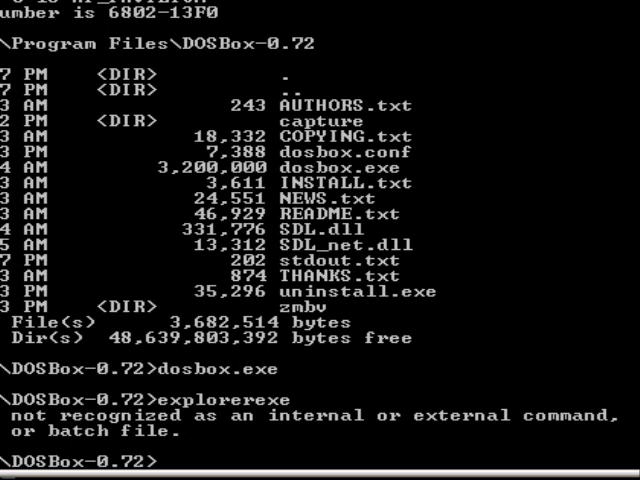 umber is 6802-13F0
\Program Files\DOSBox-0.72
7 PM <DIR> .
7 PM <DIR> ..
3 AM 243 AUTHORS.txt
2 PM <DIR> capture
3 AM 18,332 COPYING.txt
3 PM 7,388 dosbox.conf
4 AM 3,200,000 dosbox.exe
3 AM 3,611 INSTALL.txt
3 AM 24,551 NEWS.txt
3 AM 46,929 README.txt
4 AM 331,776 SDL.dll
5 AM 13,312 SDL_net.dll
7 PM 202 stdout.txt
3 AM 874 THANKS.txt
3 PM 35,296 uninstall.exe
3 PM <DIR> zmbv
File(s) 3,682,514 bytes
Dir(s) 48,639,803,392 bytes free
\DOSBox-0.72>dosbox.exe
\DOSBox-0.72>explorerexe
not recognized as an internal or external command,
or batch file.
\DOSBox-0.72>